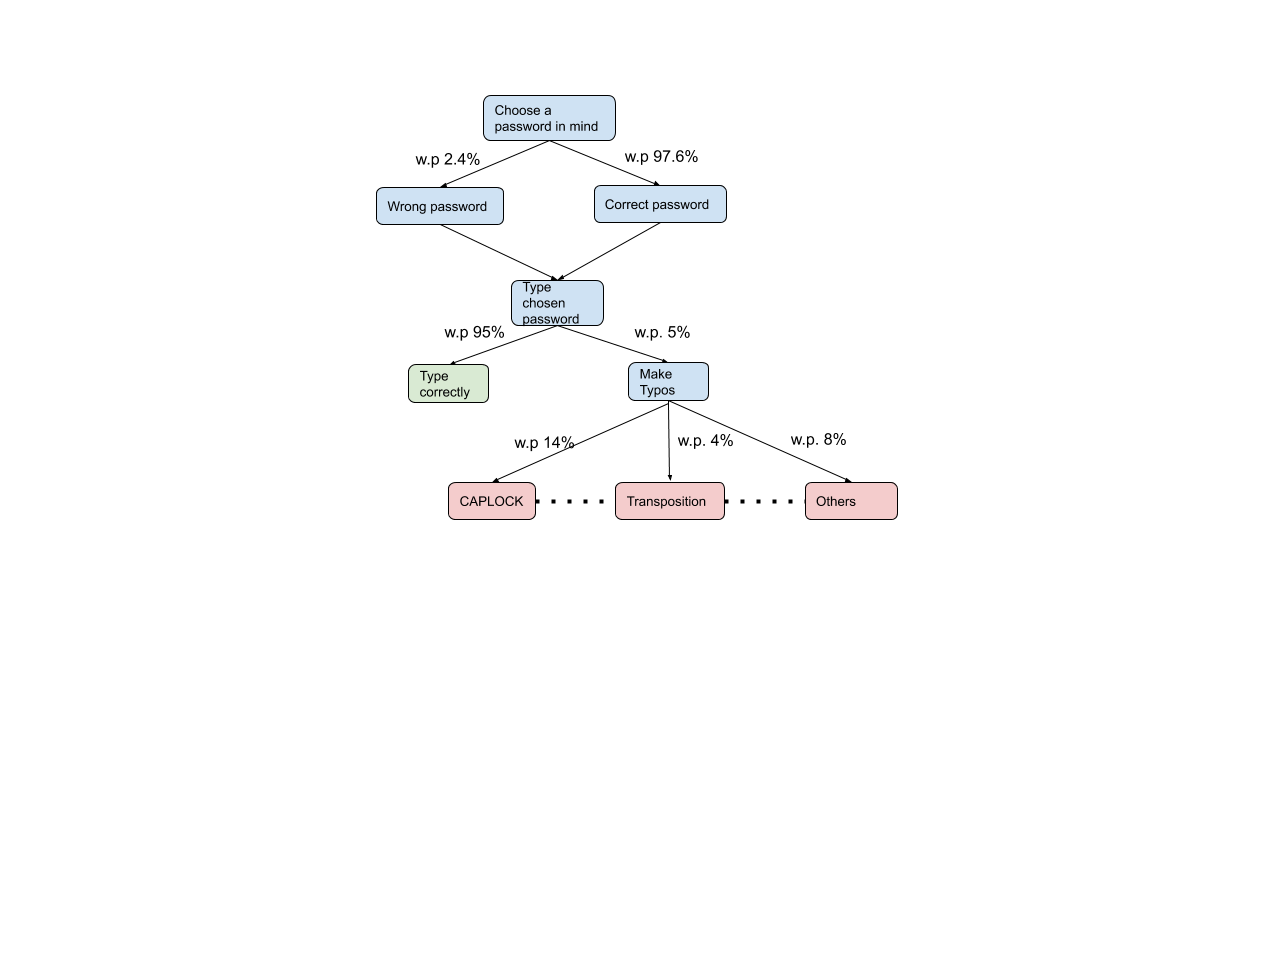 Choose a
password in mind
w.p 2.4%
w.p 97.6%
Wrong password
Correct password
Type
chosen
password
w.p 95%
w.p. 5%
Type
correctly
Make
Typos
w.p 14%
w.p. 4%
w.p. 8%
CAPLOCK
Transposition
Others